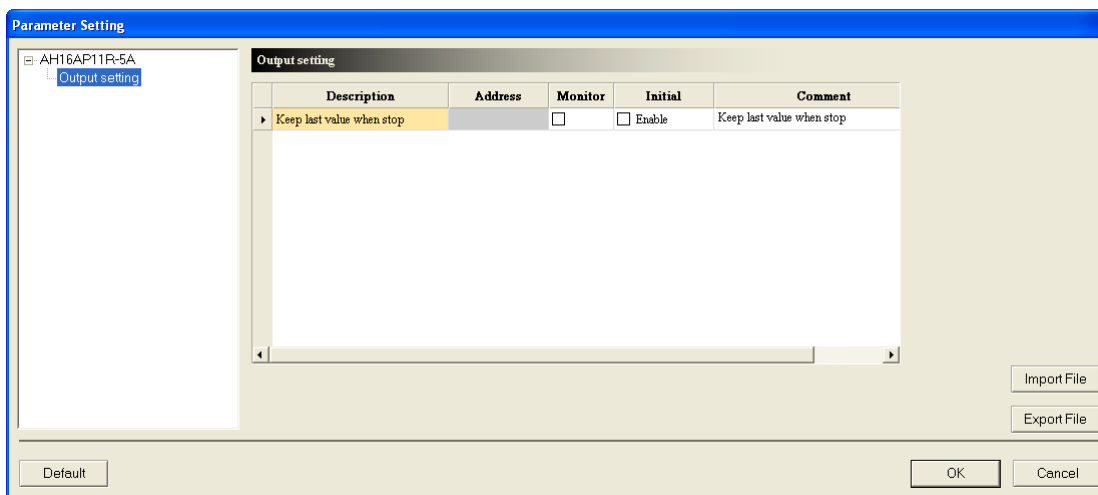 Parameter Setting
AH16AP11R-5A
Output setting
Output setting
Description Address Monitor Initial Comment
Keep last value when stop Enable Keep last value when stop
Import File
Export File
Default OK Cancel